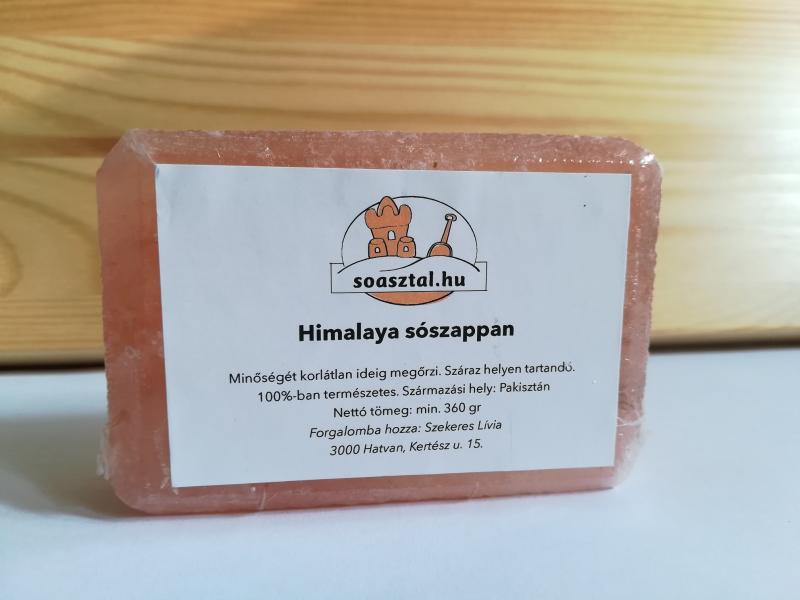 soasztal.hu
Himalaya sószappan
Minőségét korlátlan ideig megőrzi. Száraz helyen tartandó.
100%-ban természetes. Származási hely: Pakisztán
Nettó tömeg: min. 360 gr
Forgalomba hozza: Szekeres Lívia
3000 Hatvan, Kertész u. 15.